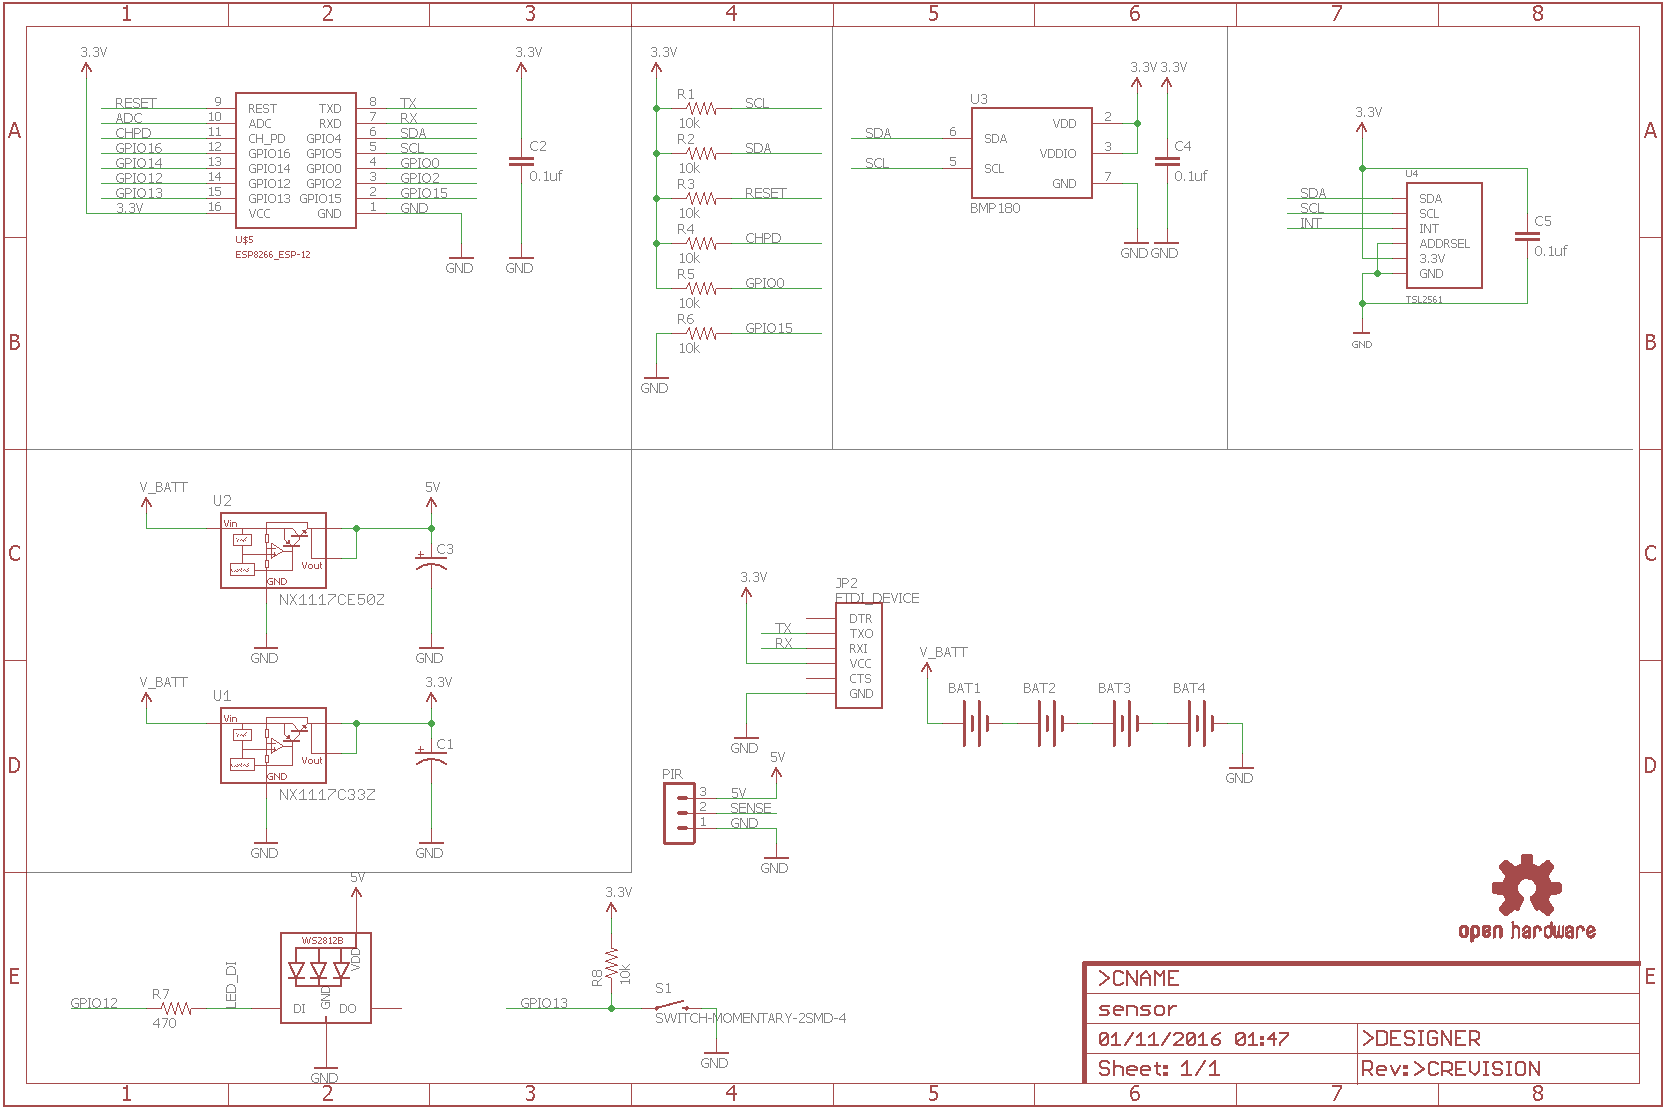 1 2 3 4 5 6 7 8
A
A
B
B
C
C
D
D
E
E
3.3V
RESET 9 REST TXD 8 TX
ADC 10 ADC RXD 7 RX
CHPD 11 CH_PD GPIO4 6 SDA
GPIO16 12 GPIO16 GPIO5 5 SCL
GPIO14 13 GPIO14 GPIO0 4 GPIO0
GPIO12 14 GPIO12 GPIO2 3 GPIO2
GPIO13 15 GPIO13 GPIO15 2 GPIO15
3.3V 16 VCC GND 1 GND
U$5
ESP8266_ESP-12
GND
3.3V
C2
0.1uf
GND
3.3V
R1 SCL
10k
R2 SDA
10k
R3 RESET
10k
R4 CHPD
10k
R5 GPIO0
10k
R6 GPIO15
10k
GND
3.3V 3.3V
U3
SDA 6 SDA VDD 2
VDDIO 3
SCL 5 SCL
GND 7
BMP180
C4
0.1uf
GND GND
3.3V
U4
SDA SDA
SCL SCL
INT INT
ADDRSEL
3.3V
GND
TSL2561
C5
0.1uf
GND
V_BATT
U2
Vin
Vout
GND
NX1117CE50Z
GND
5V
C3
GND
V_BATT
U1
Vin
Vout
GND
NX1117C33Z
GND
3.3V
C1
GND
3.3V
JP2
FTDI_DEVICE
DTR
TX TXO
RX RXI
VCC
CTS
GND
GND
V_BATT
BAT1 BAT2 BAT3 BAT4
GND
PIR
5V
3 5V
2 SENSE
1 GND
GND
5V
WS2812B
VDD
GND
DI DO
GPIO12
R7
470
LED_DI
GND
3.3V
R8
10k
GPIO13
S1
SWITCH-MOMENTARY-2SMD-4
GND
open hardware
>CNAME
sensor
01/11/2016 01:47 >DESIGNER
Sheet: 1/1 Rev:>CREVISION
1 2 3 4 5 6 7 8